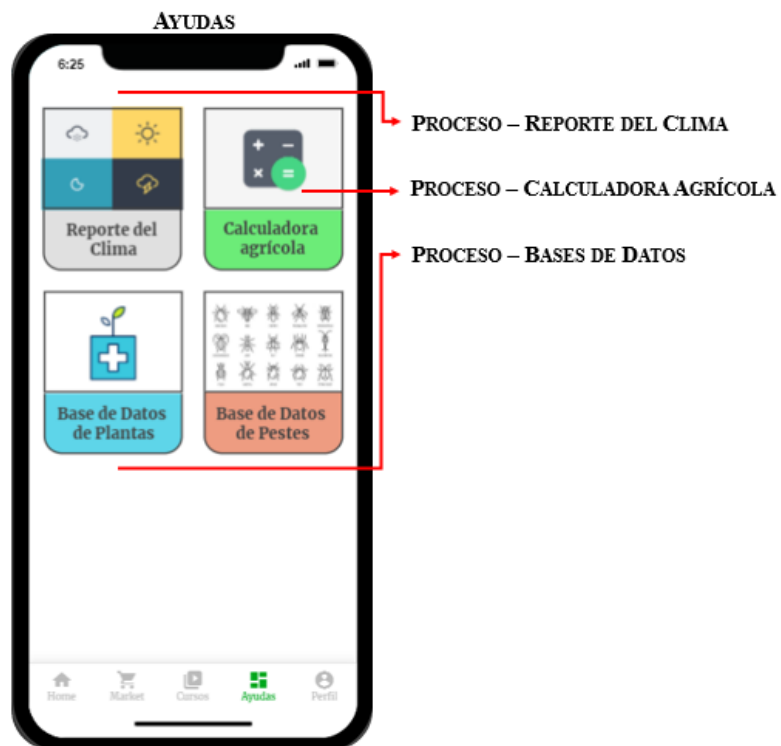 AYUDAS
6:25
PROCESO – REPORTE DEL CLIMA
PROCESO – CALCULADORA AGRÍCOLA
PROCESO – BASES DE DATOS
Reporte del
Clima
Calculadora
agrícola
Base de Datos
de Plantas
Base de Datos
de Pestes
Home Market Cursos Ayudas Perfil